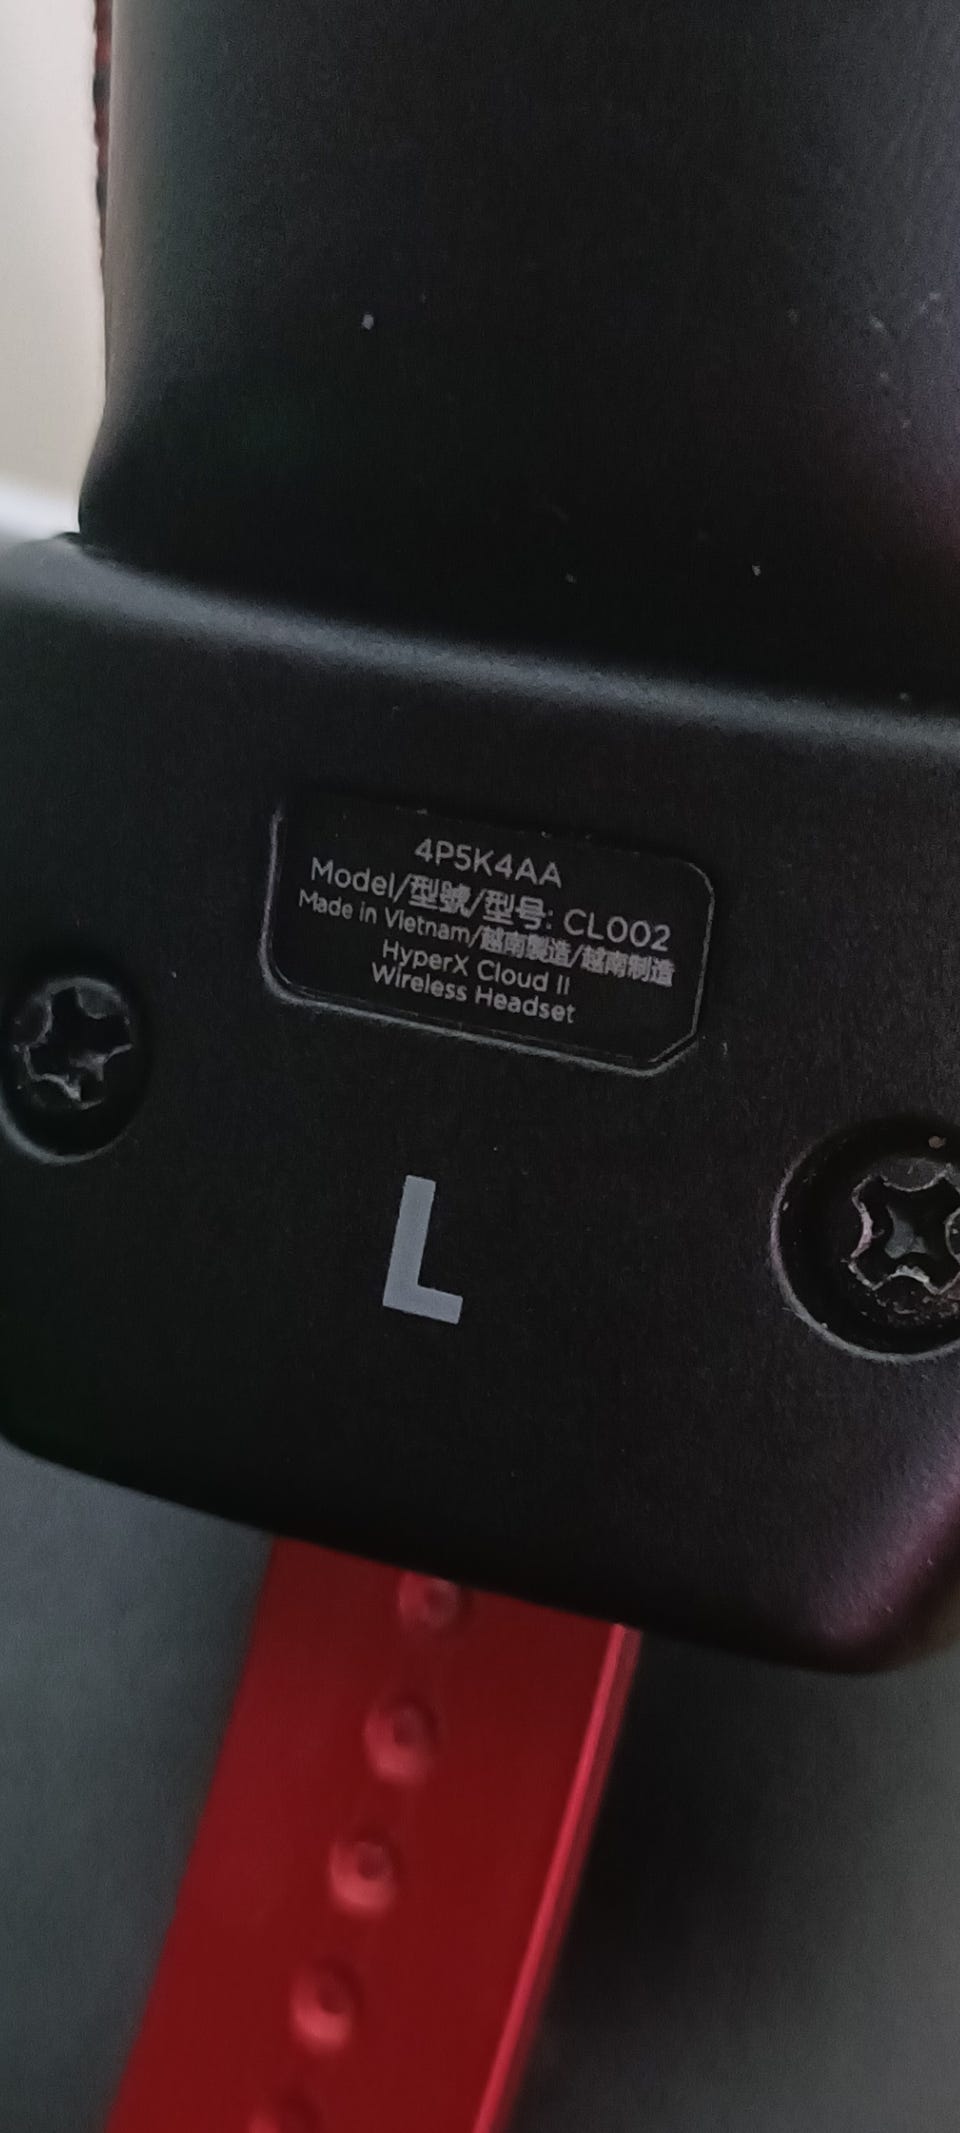 4P5K4AA
Model/型號/型号: CL002
Made in Vietnam/越南製造/越南制造
HyperX Cloud II
Wireless Headset
L